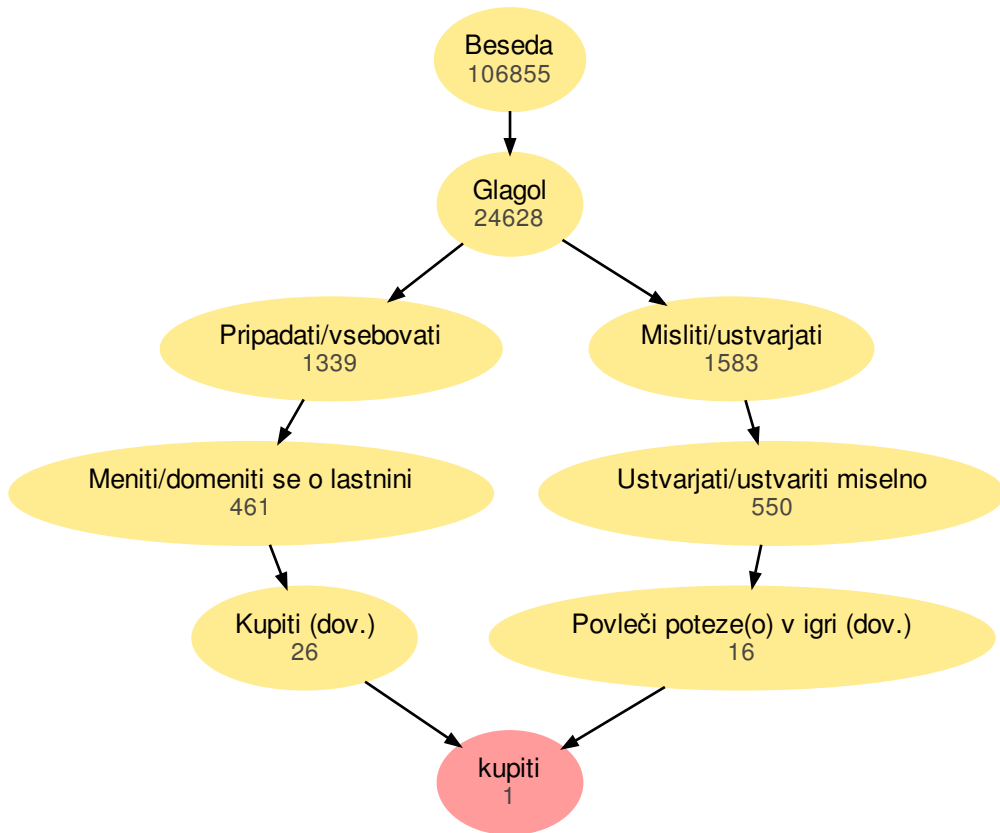 Beseda
106855
Glagol
24628
Pripadati/vsebovati
1339
Misliti/ustvarjati
1583
Meniti/domeniti se o lastnini
461
Ustvarjati/ustvariti miselno
550
Kupiti (dov.)
26
Povleči poteze(o) v igri (dov.)
16
kupiti
1